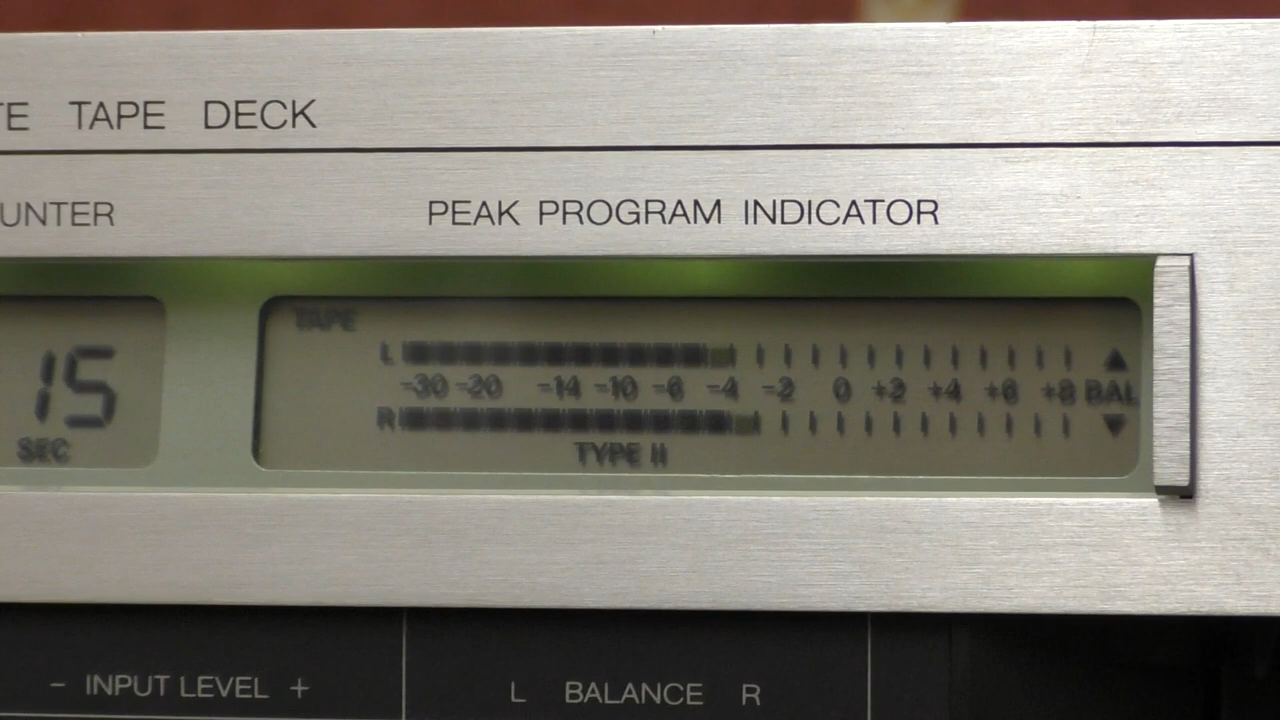 TE TAPE DECK
UNTER PEAK PROGRAM INDICATOR
TAPE
15 L
-30 -20 -14 -10 -6 -4 -2 0 +2 +4 +6 +8 BAL
R
SEC TYPE II
- INPUT LEVEL + L BALANCE R